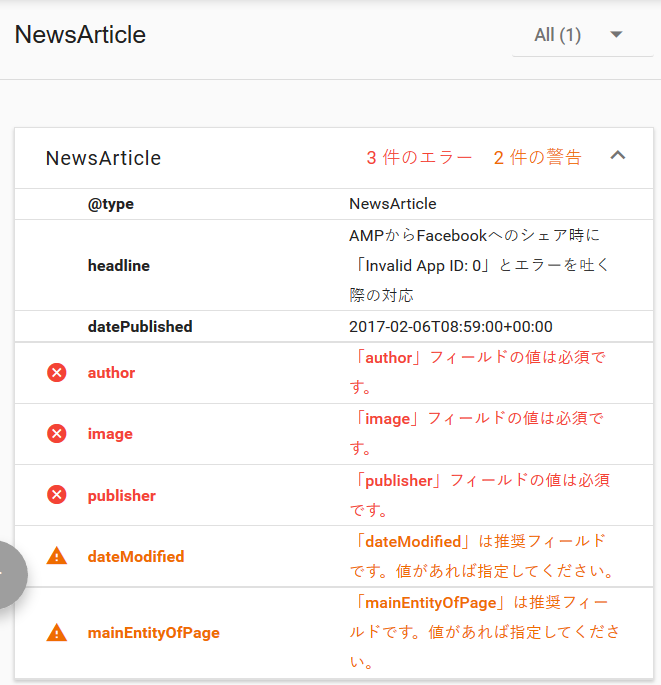 NewsArticle
All (1)
NewsArticle 3 件のエラー 2 件の警告
@type NewsArticle
headline AMPからFacebookへのシェア時に
「Invalid App ID: 0」とエラーを吐く
際の対応
datePublished 2017-02-06T08:59:00+00:00
author 「author」フィールドの値は必須で
す。
image 「image」フィールドの値は必須で
す。
publisher 「publisher」フィールドの値は必須
です。
dateModified 「dateModified」は推奨フィールド
です。値があれば指定してください。
mainEntityOfPage 「mainEntityOfPage」は推奨フィー
ルドです。値があれば指定してくださ
い。